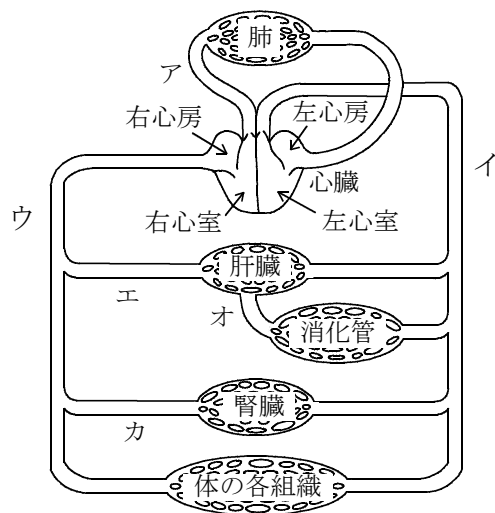 肺
ア
右心房
左心房
イ
心臓
ウ
右心室
左心室
肝臓
エ
オ
消化管
腎臓
カ
体の各組織